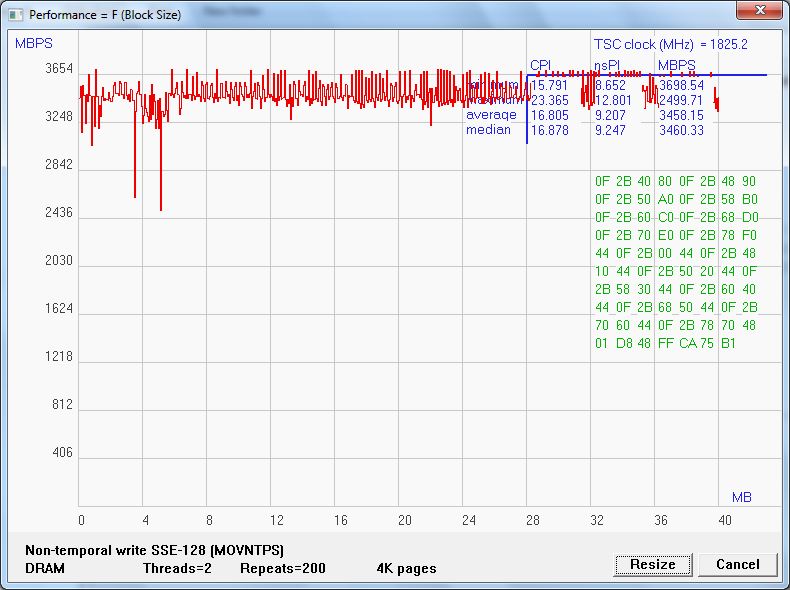 Performance = F (Block Size)
MBPS
TSC clock (MHz) = 1825.2
CPI nsPI MBPS
minimum 15.791 8.652 3698.54
maximum 23.365 12.801 2499.71
average 16.805 9.207 3458.15
median 16.878 9.247 3460.33
3654
3248
2842
2436
2030
1624
1218
812
406
0F 2B 40 80 0F 2B 48 90
0F 2B 50 A0 0F 2B 58 B0
0F 2B 60 C0 0F 2B 68 D0
0F 2B 70 E0 0F 2B 78 F0
44 0F 2B 00 44 0F 2B 48
10 44 0F 2B 50 20 44 0F
2B 58 30 44 0F 2B 60 40
44 0F 2B 68 50 44 0F 2B
70 60 44 0F 2B 78 70 48
01 D8 48 FF CA 75 B1
MB
0 4 8 12 16 20 24 28 32 36 40
Non-temporal write SSE-128 (MOVNTPS)
DRAM Threads=2 Repeats=200 4K pages
Resize Cancel